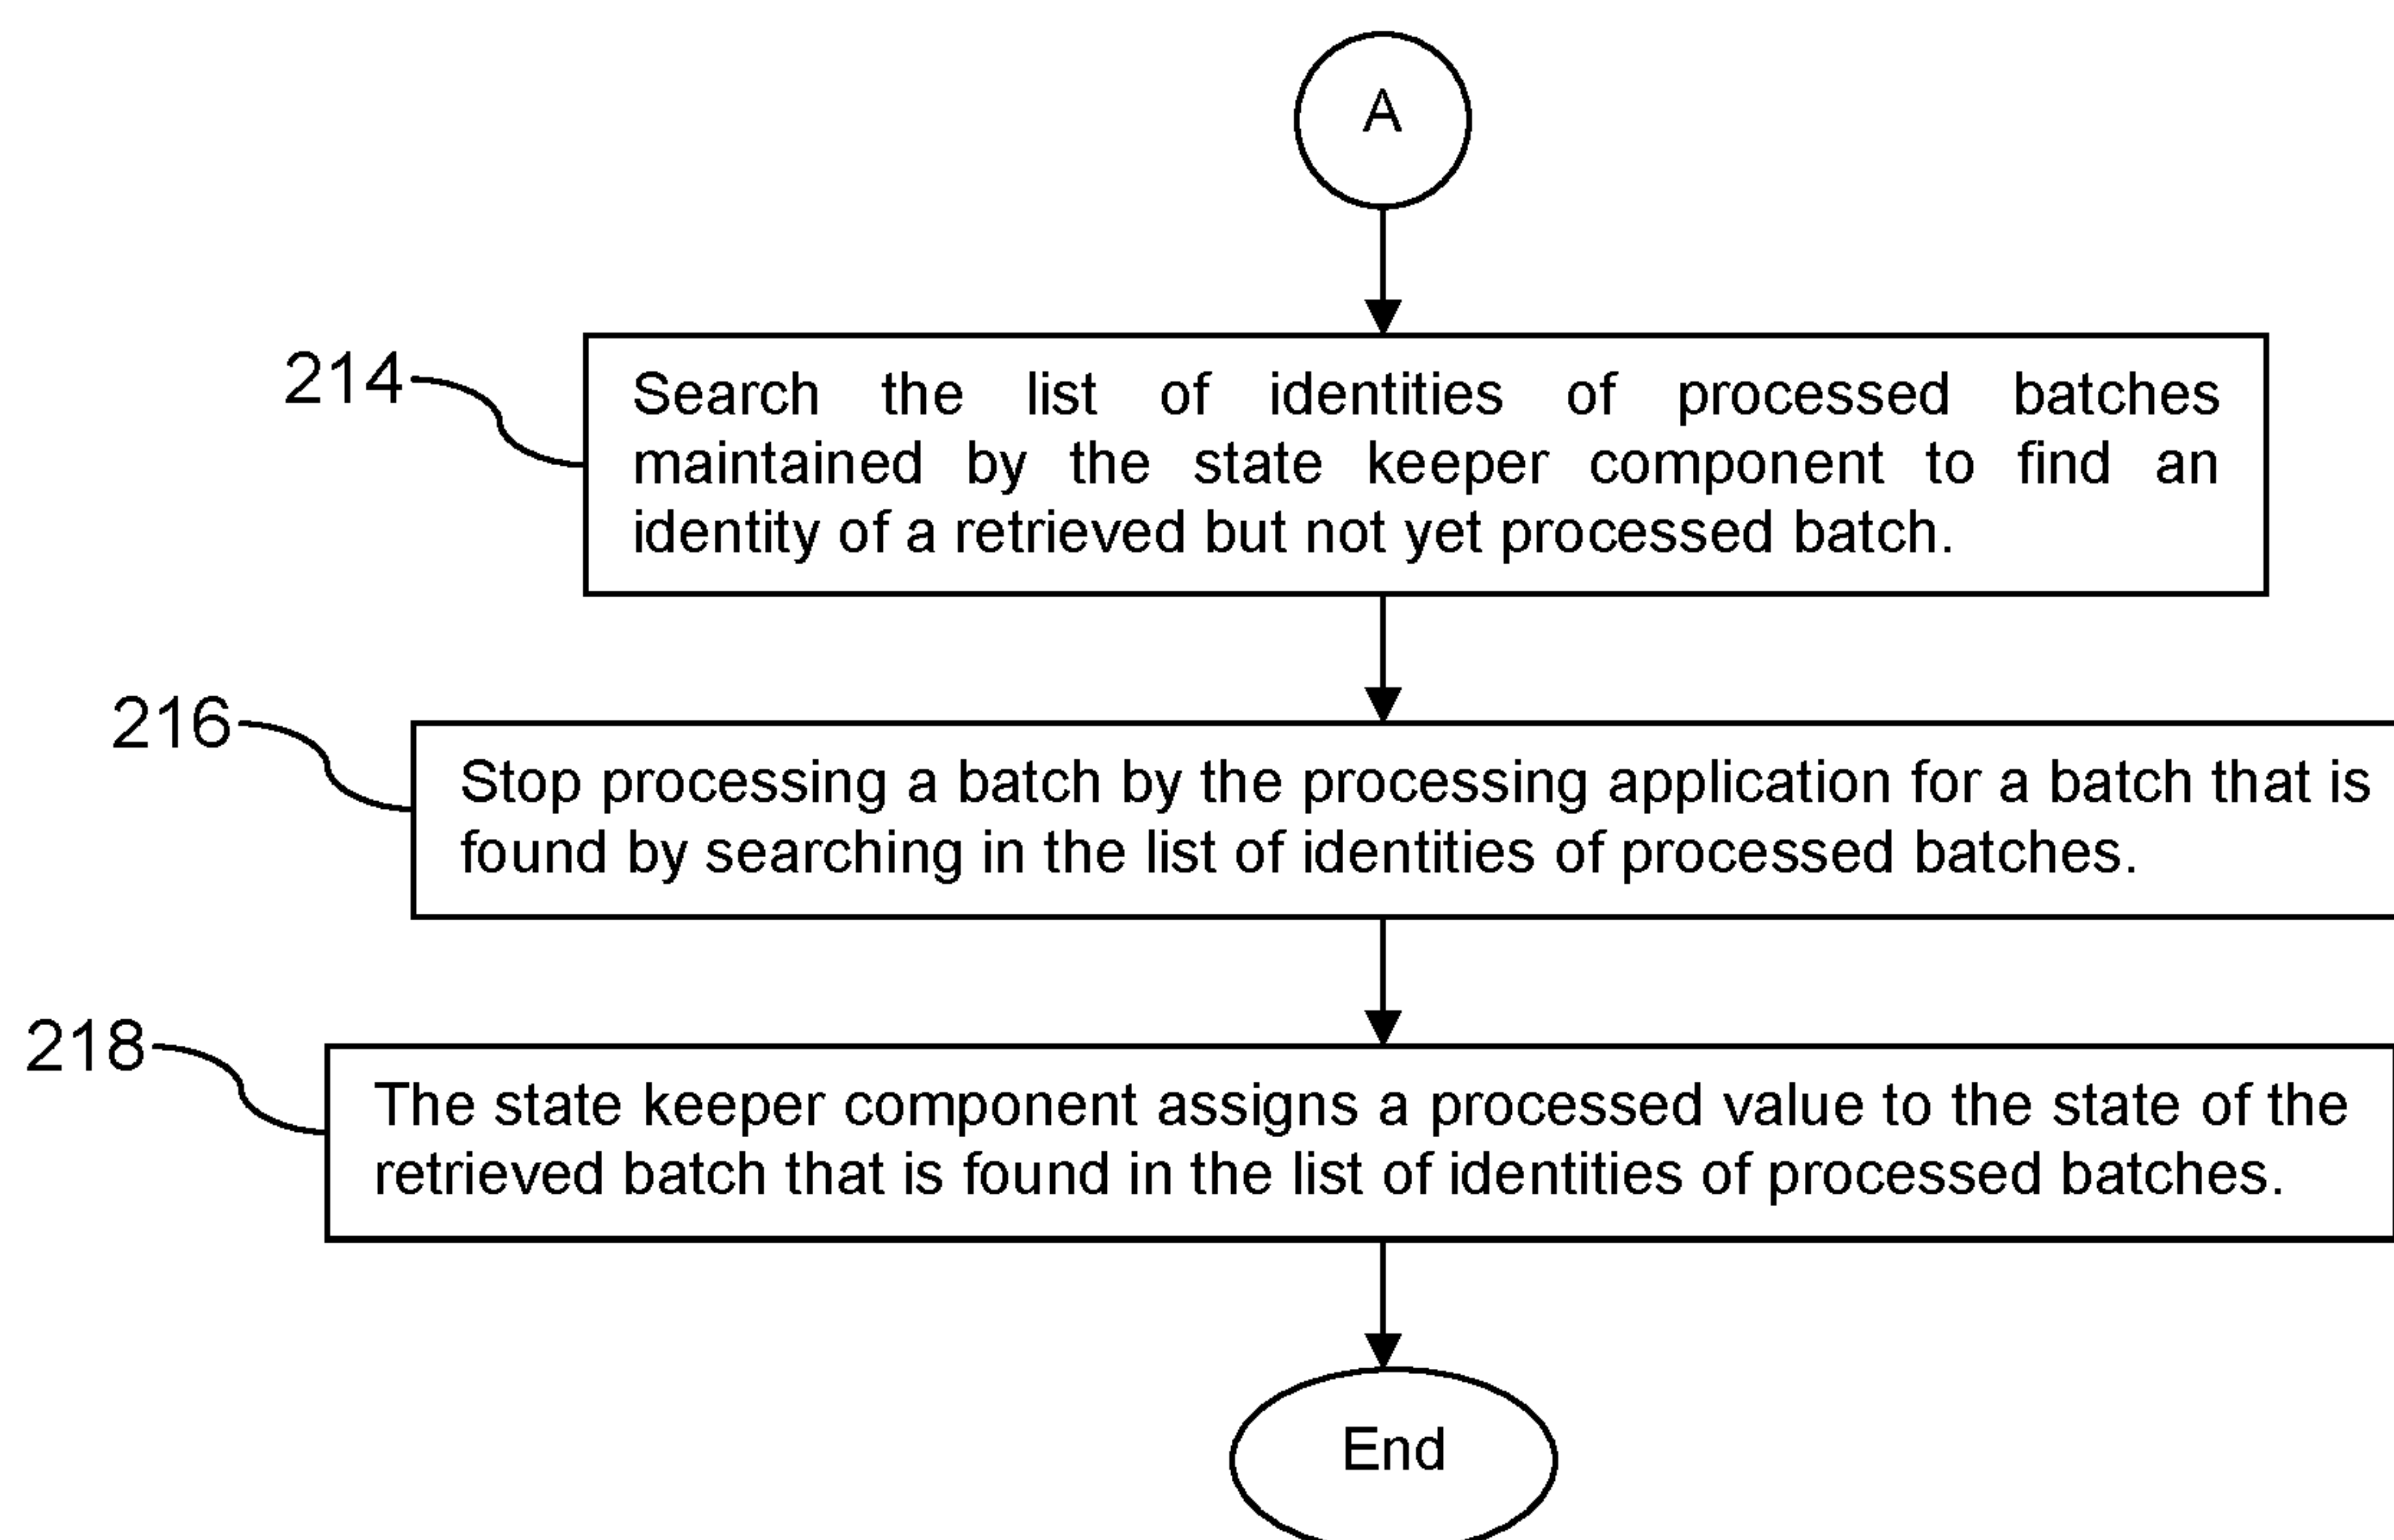 A
214
Search the list of identities of processed batches
maintained by the state keeper component to find an
identity of a retrieved but not yet processed batch.
216
Stop processing a batch by the processing application for a batch that is
found by searching in the list of identities of processed batches.
218
The state keeper component assigns a processed value to the state of the
retrieved batch that is found in the list of identities of processed batches.
End